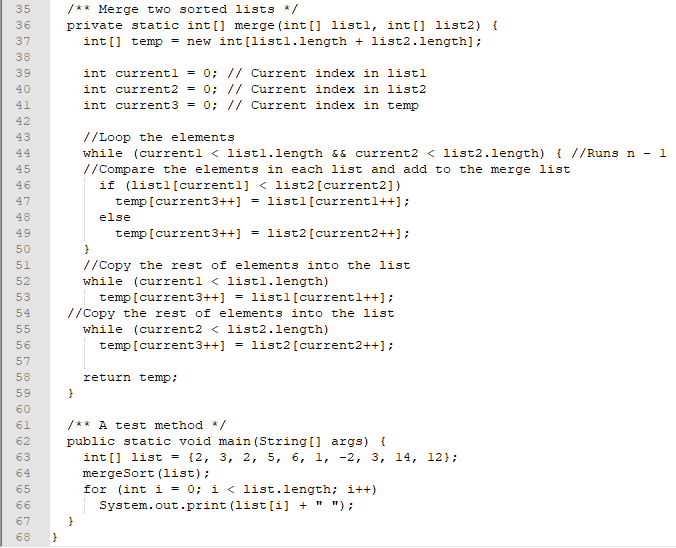 35 /** Merge two sorted lists */
36 private static int[] merge(int[] list1, int[] list2) {
37 int[] temp = new int[list1.length + list2.length];
38
39 int current1 = 0; // Current index in list1
40 int current2 = 0; // Current index in list2
41 int current3 = 0; // Current index in temp
42
43 //Loop the elements
44 while (current1 < list1.length && current2 < list2.length) { //Runs n - 1
45 //Compare the elements in each list and add to the merge list
46 if (list1[current1] < list2[current2])
47 temp[current3++] = list1[current1++];
48 else
49 temp[current3++] = list2[current2++];
50 }
51 //Copy the rest of elements into the list
52 while (current1 < list1.length)
53 temp[current3++] = list1[current1++];
54 //Copy the rest of elements into the list
55 while (current2 < list2.length)
56 temp[current3++] = list2[current2++];
57
58 return temp;
59 }
60
61 /** A test method */
62 public static void main(String[] args) {
63 int[] list = {2, 3, 2, 5, 6, 1, -2, 3, 14, 12};
64 mergeSort(list);
65 for (int i = 0; i < list.length; i++)
66 System.out.print(list[i] + " ");
67 }
68 }